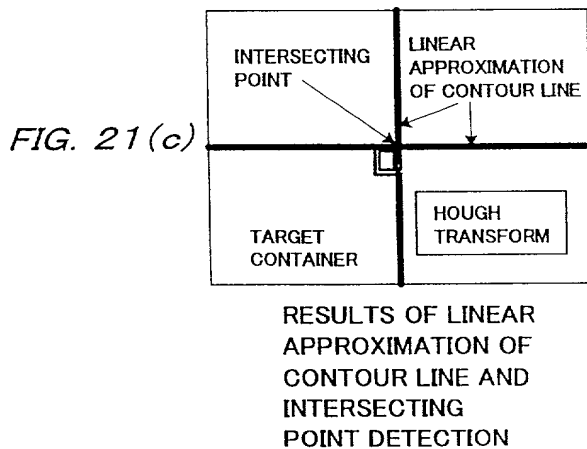 INTERSECTING
POINT
LINEAR
APPROXIMATION
OF CONTOUR LINE
FIG. 21(c)
TARGET
CONTAINER
HOUGH
TRANSFORM
RESULTS OF LINEAR
APPROXIMATION OF
CONTOUR LINE AND
INTERSECTING
POINT DETECTION